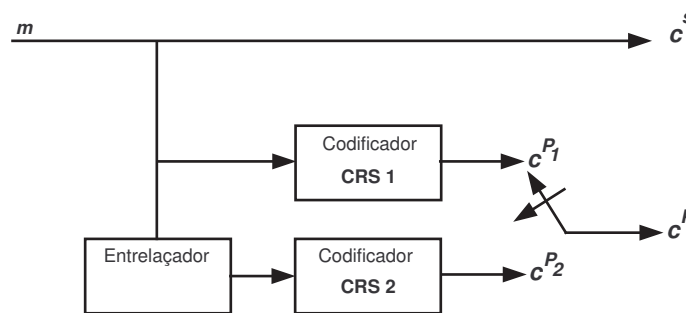 m
c^S
Codificador
CRS 1
c^P1
c^P
Entrelaçador
Codificador
CRS 2
c^P2